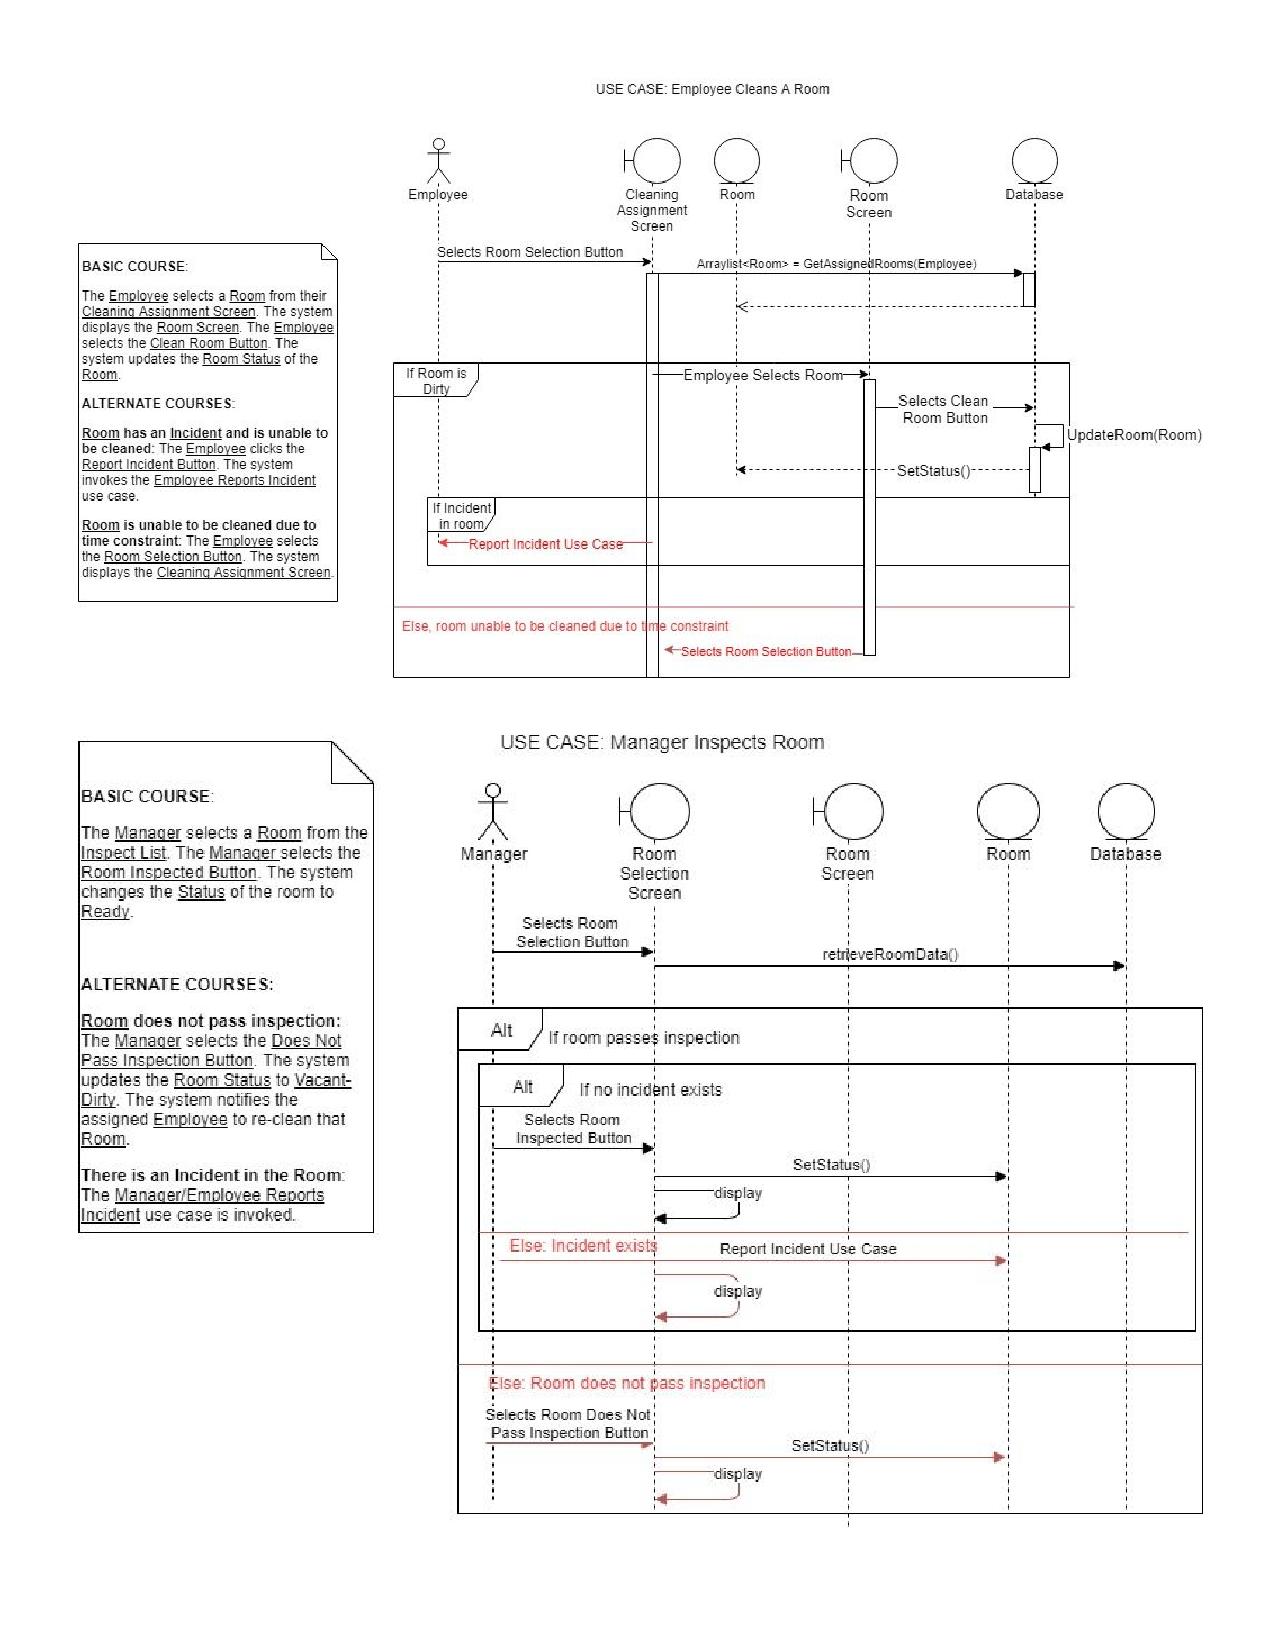 USE CASE: Employee Cleans A Room
Employee
Cleaning
Assignment
Screen
Room
Room
Screen
Database
Selects Room Selection Button
Arraylist<Room> = GetAssignedRooms(Employee)
BASIC COURSE:
The Employee selects a Room from their
Cleaning Assignment Screen. The system
displays the Room Screen. The Employee
selects the Clean Room Button. The
system updates the Room Status of the
Room.
ALTERNATE COURSES:
Room has an Incident and is unable to
be cleaned: The Employee clicks the
Report Incident Button. The system
invokes the Employee Reports Incident
use case.
Room is unable to be cleaned due to
time constraint: The Employee selects
the Room Selection Button. The system
displays the Cleaning Assignment Screen.
If Room is
Dirty
Employee Selects Room
Selects Clean
Room Button
UpdateRoom(Room)
SetStatus()
If Incident
in room
Report Incident Use Case
Else, room unable to be cleaned due to time constraint
Selects Room Selection Button
USE CASE: Manager Inspects Room
BASIC COURSE:
The Manager selects a Room from the
Inspect List. The Manager selects the
Room Inspected Button. The system
changes the Status of the room to
Ready.
ALTERNATE COURSES:
Room does not pass inspection:
The Manager selects the Does Not
Pass Inspection Button. The system
updates the Room Status to Vacant-
Dirty. The system notifies the
assigned Employee to re-clean that
Room.
There is an Incident in the Room:
The Manager/Employee Reports
Incident use case is invoked.
Manager
Room
Selection
Screen
Room
Screen
Room
Database
Selects Room
Selection Button
retrieveRoomData()
Alt
If room passes inspection
Alt
If no incident exists
Selects Room
Inspected Button
SetStatus()
display
Else: Incident exists
Report Incident Use Case
display
Else: Room does not pass inspection
Selects Room Does Not
Pass Inspection Button
SetStatus()
display